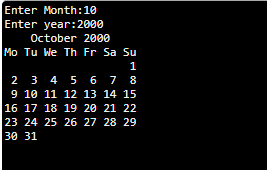 Enter Month:10
Enter year:2000
    October 2000
Mo Tu We Th Fr Sa Su
                   1
 2  3  4  5  6  7  8
 9 10 11 12 13 14 15
16 17 18 19 20 21 22
23 24 25 26 27 28 29
30 31